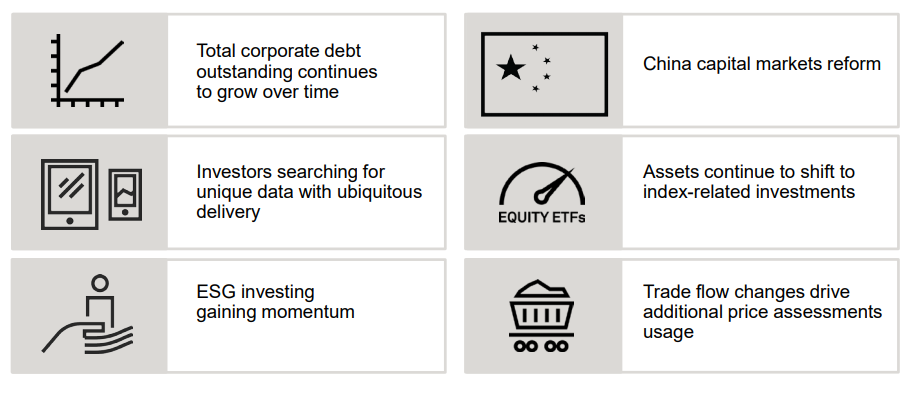 Total corporate debt
outstanding continues
to grow over time
China capital markets reform
Investors searching for
unique data with ubiquitous
delivery
EQUITY ETFs
Assets continue to shift to
index-related investments
ESG investing
gaining momentum
Trade flow changes drive
additional price assessments
usage